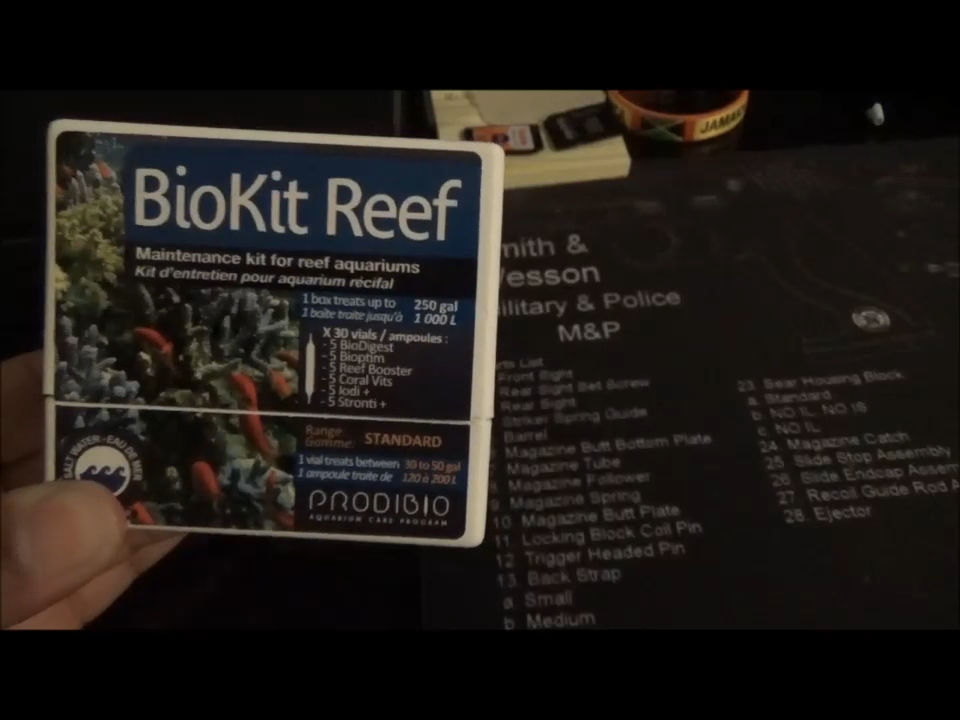 BioKit Reef
Maintenance kit for reef aquariums
Kit d'entretien pour aquarium récifal
1 box treats up to 250 gal
1 boîte traite jusqu'à 1 000 L
X 30 vials / ampoules :
- 5 BioDigest
- 5 Bioptim
- 5 Reef Booster
- 5 Coral Vits
- 5 Iodi +
- 5 Stronti +
Range
Gamme: STANDARD
1 vial treats between 30 to 50 gal
1 ampoule traite de 120 à 200 L
SALT WATER - EAU DE MER
PRODIBIO
AQUARIUM CARE PROGRAM
JAMAI
mith &
esson
ilitary & Police
M&P
rts List
Front Sight
Rear Sight Set Screw
Rear Sight
Striker Spring Guide
Barrel
Magazine Butt Bottom Plate
Magazine Tube
Magazine Follower
9. Magazine Spring
10. Magazine Butt Plate
11. Locking Block Coil Pin
12 Trigger Headed Pin
13. Back Strap
a Small
b Medium
23. Sear Housing Block
a. Standard
b. NO IL, NO IS
c. NO IL
24. Magazine Catch
25. Slide Stop Assembly
26. Slide Endcap Assem
27. Recoil Guide Rod A
28. Ejector